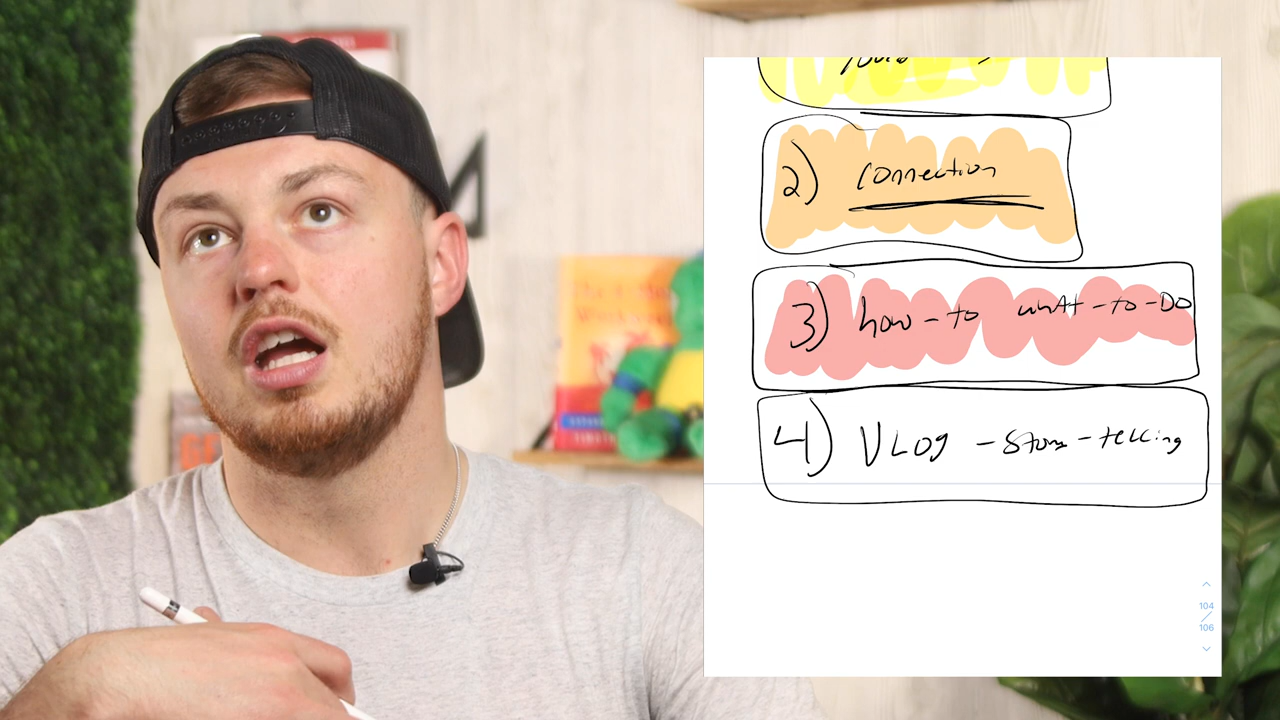 2) connection
3) how-to what-to-DO
4) VLOG - Story-telling
104
106